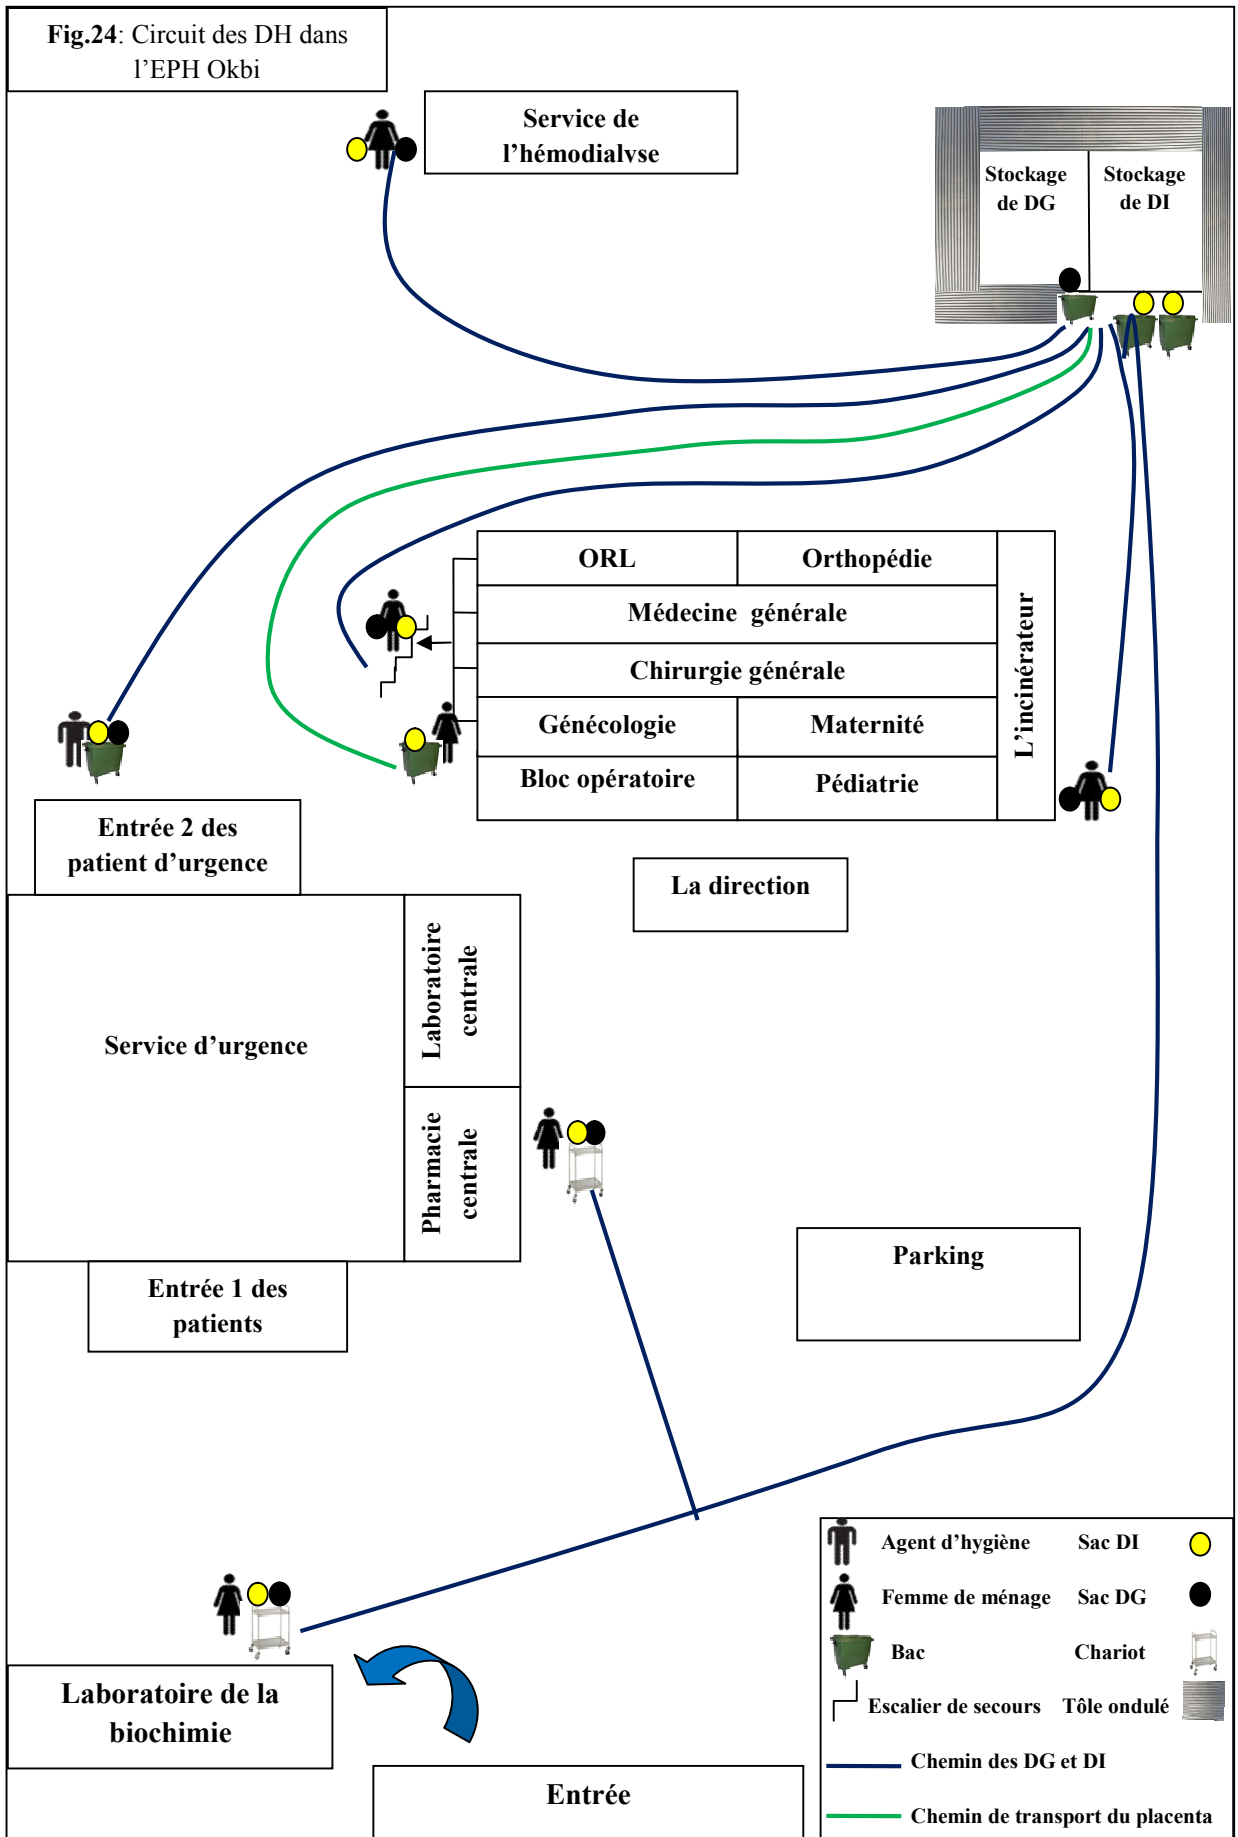 Fig.24: Circuit des DH dans
l’EPH Okbi
Service de
l’hémodialvse
Stockage
de DG
Stockage
de DI
ORL
Orthopédie
Médecine générale
Chirurgie générale
Génécologie
Maternité
Bloc opératoire
Pédiatrie
L’incinérateur
Entrée 2 des
patient d’urgence
La direction
Service d’urgence
Laboratoire
centrale
Pharmacie
centrale
Entrée 1 des
patients
Parking
Laboratoire de la
biochimie
Entrée
Agent d’hygiène
Sac DI
Femme de ménage
Sac DG
Bac
Chariot
Escalier de secours
Tôle ondulé
Chemin des DG et DI
Chemin de transport du placenta